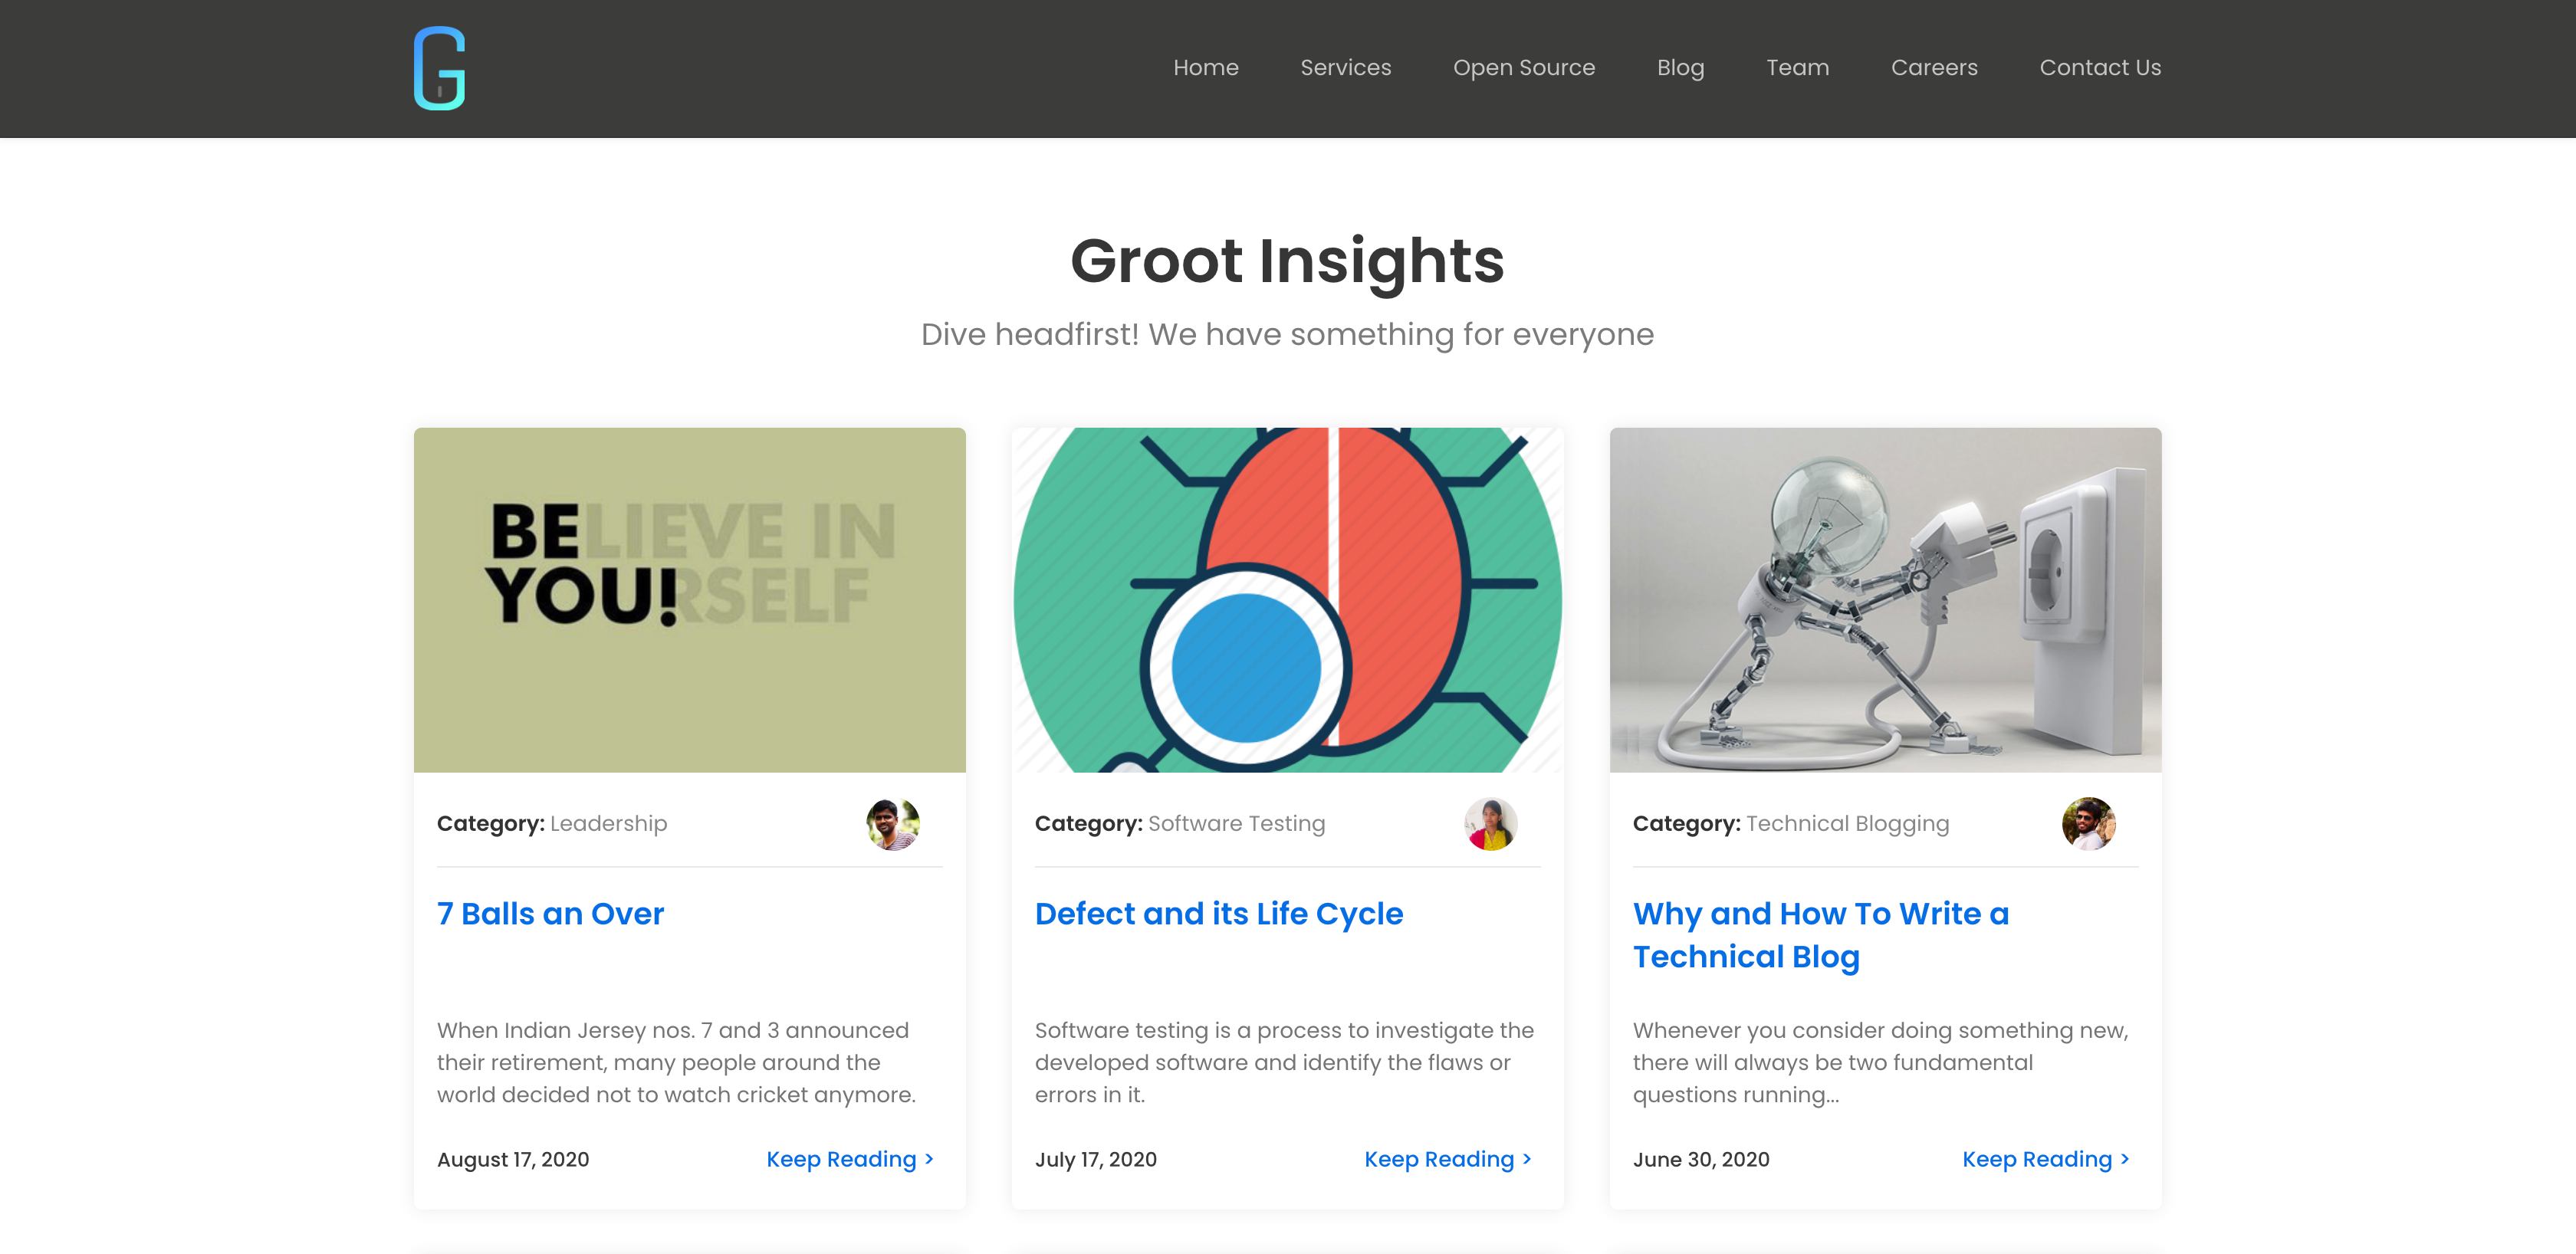 G
Home Services Open Source Blog Team Careers Contact Us
Groot Insights
Dive headfirst! We have something for everyone
BELIEVE IN
YOU!RSELF
Category: Leadership
7 Balls an Over
When Indian Jersey nos. 7 and 3 announced
their retirement, many people around the
world decided not to watch cricket anymore.
August 17, 2020
Keep Reading >
Category: Software Testing
Defect and its Life Cycle
Software testing is a process to investigate the
developed software and identify the flaws or
errors in it.
July 17, 2020
Keep Reading >
Category: Technical Blogging
Why and How To Write a
Technical Blog
Whenever you consider doing something new,
there will always be two fundamental
questions running...
June 30, 2020
Keep Reading >